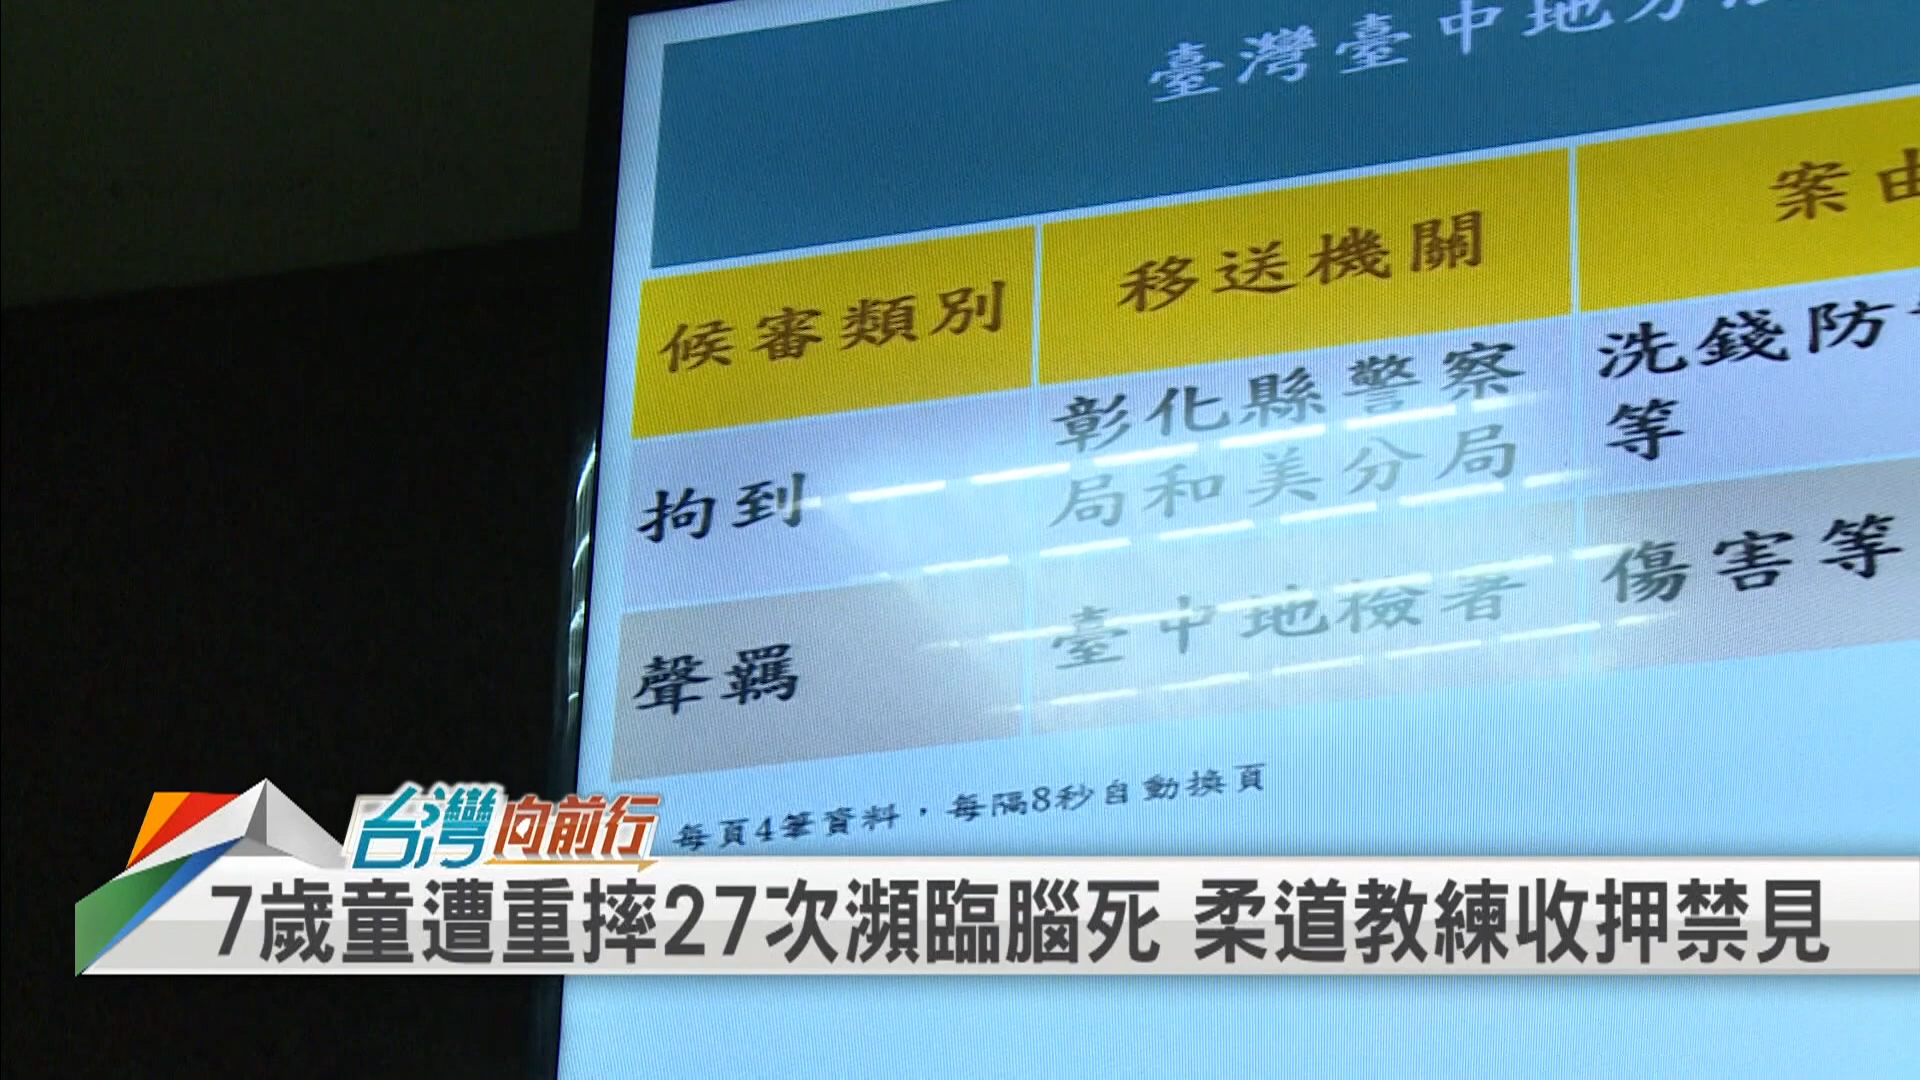 臺灣臺中地方法
候審類別 移送機關 案由
拘到 彰化縣警察局和美分局 洗錢防 等
聲羈 臺中地檢署 傷害等
每頁4筆資料，每隔8秒自動換頁
台灣向前行
7歲童遭重摔27次瀕臨腦死 柔道教練收押禁見